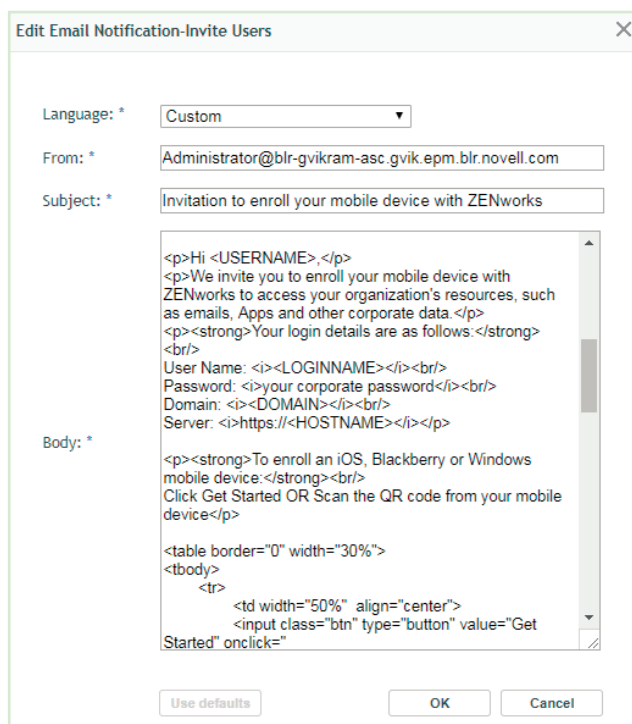 Edit Email Notification-Invite Users
Language: * Custom
From: * Administrator@blr-gvikram-asc.gvik.epm.blr.novell.com
Subject: * Invitation to enroll your mobile device with ZENworks
<p>Hi <USERNAME>,</p>
<p>We invite you to enroll your mobile device with
ZENworks to access your organization's resources, such
as emails, Apps and other corporate data.</p>
<p><strong>Your login details are as follows:</strong>
<br/>
User Name: <i><LOGINNAME></i><br/>
Password: <i>your corporate password</i><br/>
Domain: <i><DOMAIN></i><br/>
Server: <i>https://<HOSTNAME></i></p>
Body: *
<p><strong>To enroll an iOS, Blackberry or Windows
mobile device:</strong><br/>
Click Get Started OR Scan the QR code from your mobile
device</p>
<table border="0" width="30%">
<tbody>
<tr>
<td width="50%" align="center">
<input class="btn" type="button" value="Get
Started" onclick="
Use defaults OK Cancel